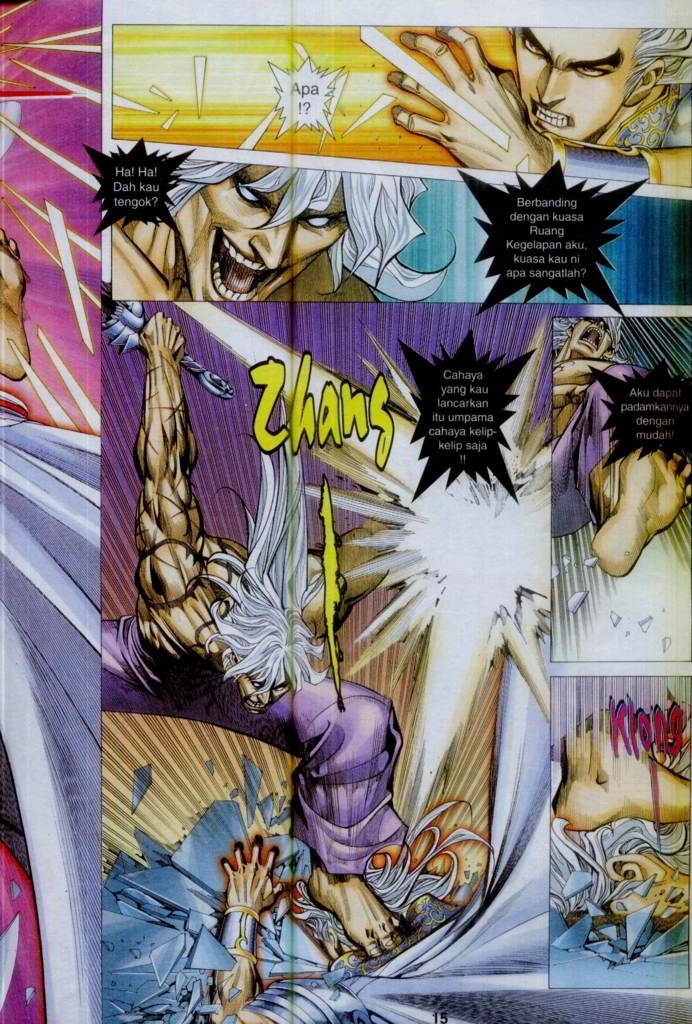 Apa
!?
Ha! Ha!
Dah kau
tengok?
Berbanding
dengan kuasa
Ruang
Kegelapan aku,
kuasa kau ni
apa sangatlah?
Zhang
!
Cahaya
yang kau
lancarkan
itu umpama
cahaya kelip-
kelip saja
!!
Aku dapat
padamkannya
dengan
mudah!
Klong
!
15